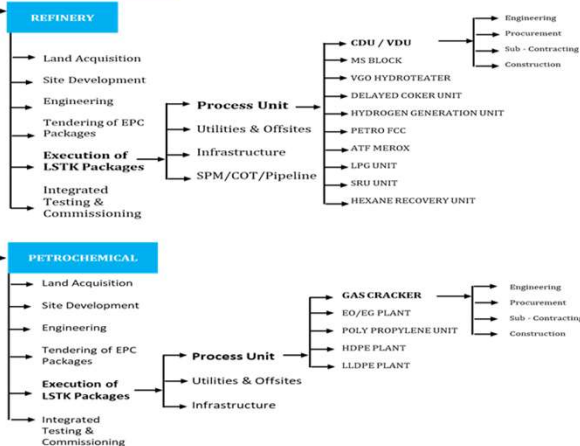 REFINERY
Land Acquisition
Site Development
Engineering
Tendering of EPC
Packages
Execution of
LSTK Packages
Integrated
Testing &
Commissioning
Process Unit
Utilities & Offsites
Infrastructure
SPM/COT/Pipeline
CDU / VDU
MS BLOCK
VGO HYDROTEATER
DELAYED COKER UNIT
HYDROGEN GENERATION UNIT
PETRO FCC
ATF MEROX
LPG UNIT
SRU UNIT
HEXANE RECOVERY UNIT
Engineering
Procurement
Sub - Contracting
Construction
PETROCHEMICAL
Land Acquisition
Site Development
Engineering
Tendering of EPC
Packages
Execution of
LSTK Packages
Integrated
Testing &
Commissioning
Process Unit
Utilities & Offsites
Infrastructure
GAS CRACKER
EO/EG PLANT
POLY PROPYLENE UNIT
HDPE PLANT
LLDPE PLANT
Engineering
Procurement
Sub - Contracting
Construction